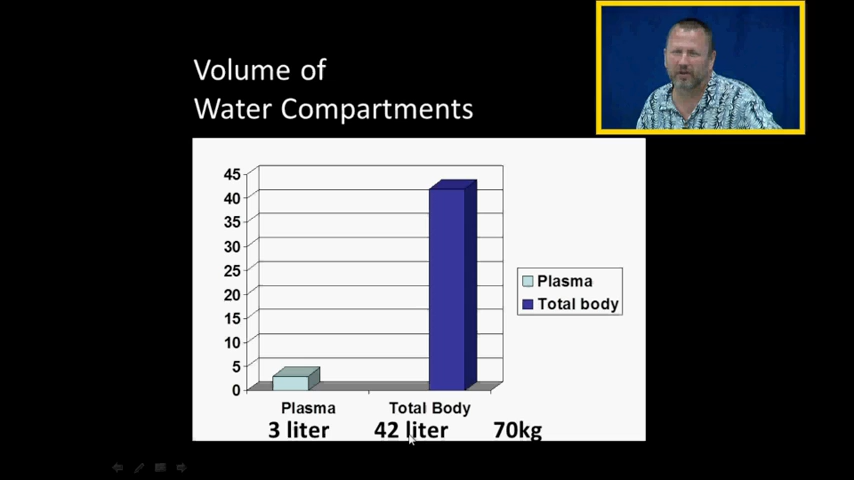 Volume of
Water Compartments
45
40
35
30
25
20
15
10
5
0
Plasma
Total body
Plasma Total Body
3 liter 42 liter 70kg